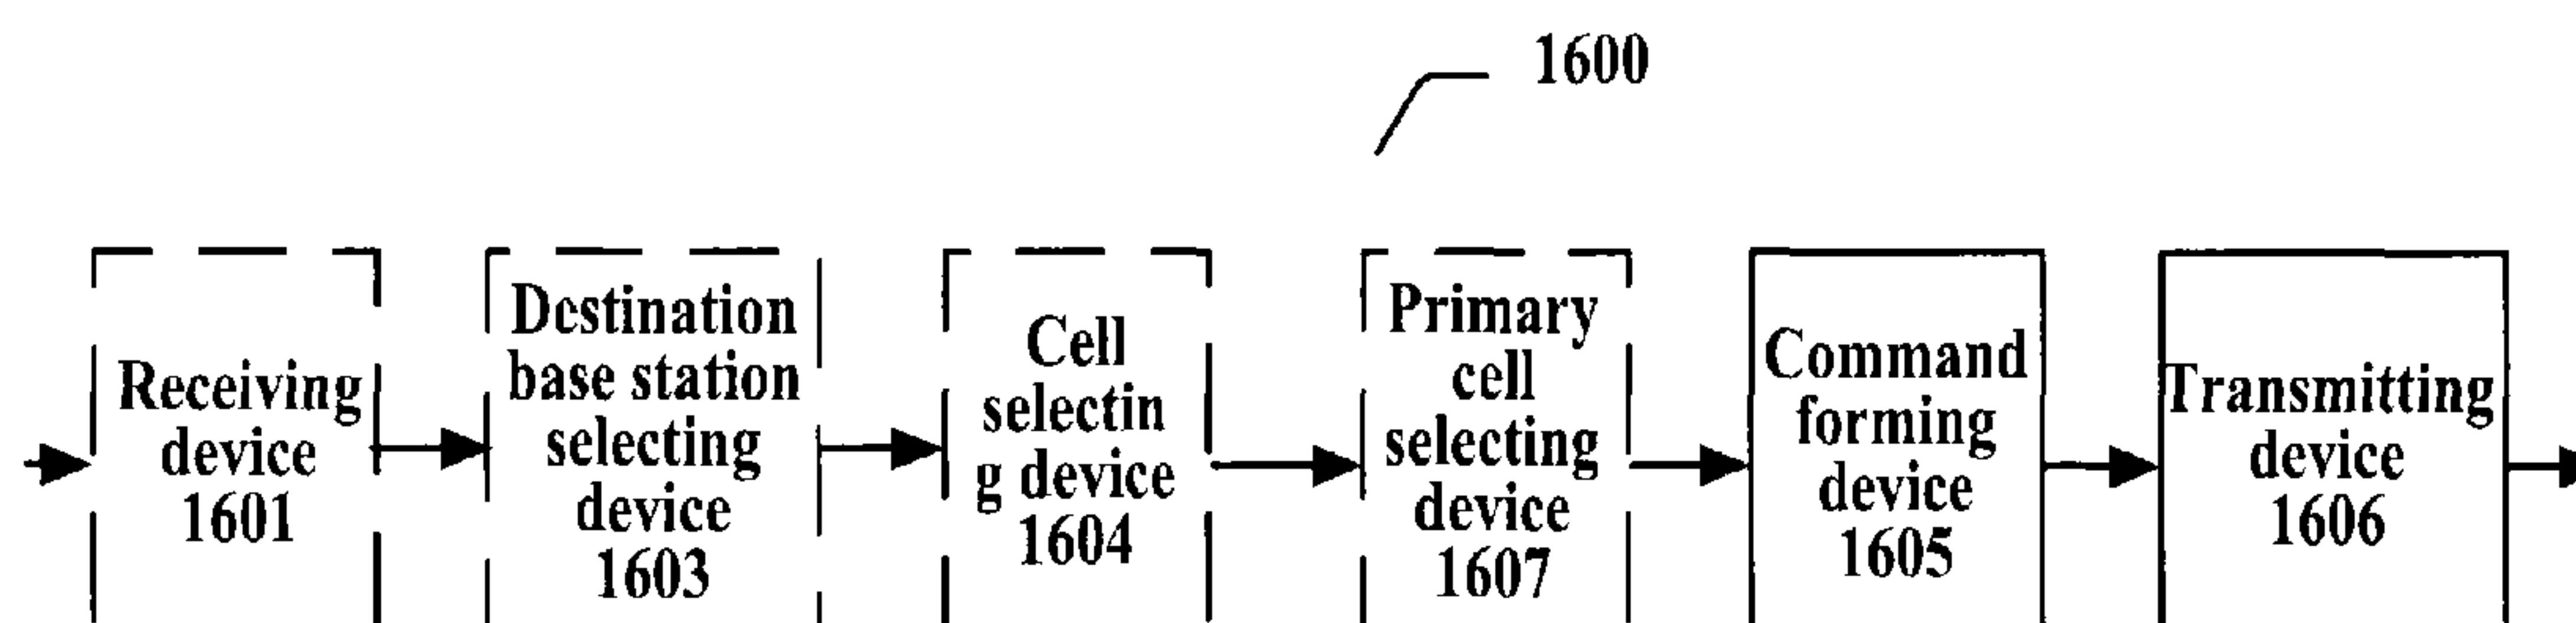 1600
Receiving
device
1601
Destination
base station
selecting
device
1603
Cell
selectin
g device
1604
Primary
cell
selecting
device
1607
Command
forming
device
1605
Transmitting
device
1606